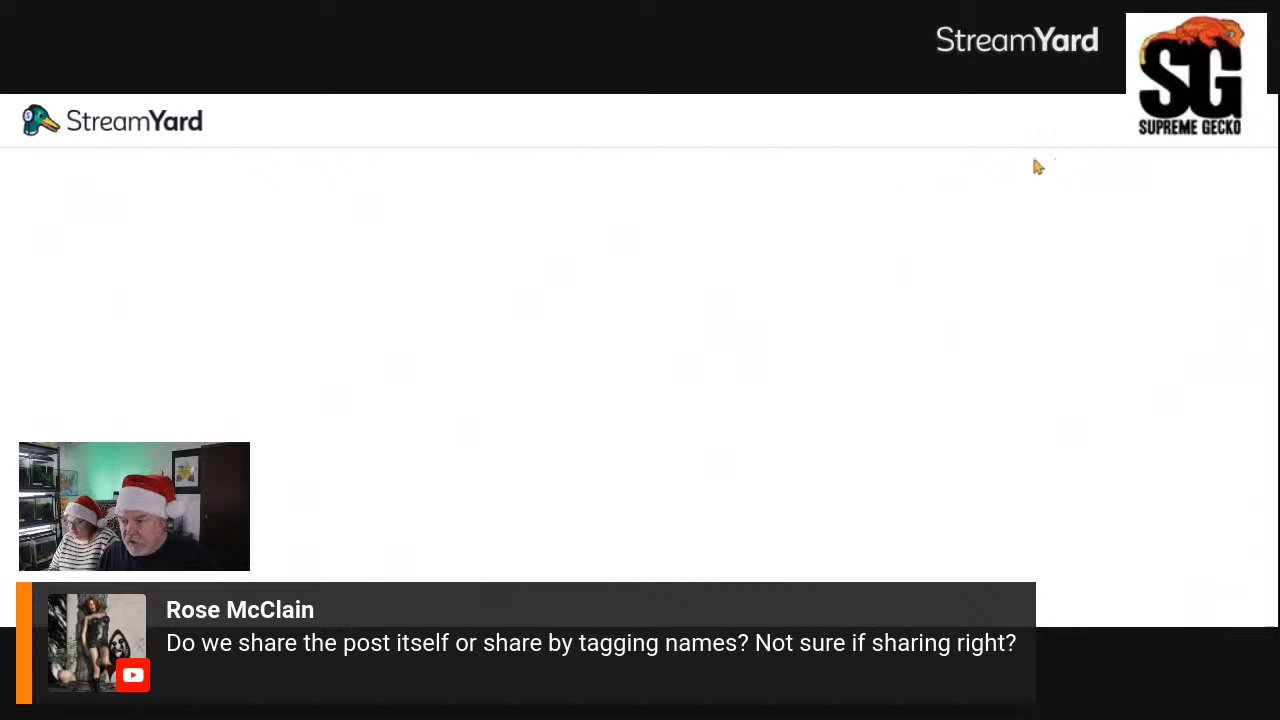 StreamYard
SG
SUPREME GECKO
StreamYard
Rose McClain
Do we share the post itself or share by tagging names? Not sure if sharing right?